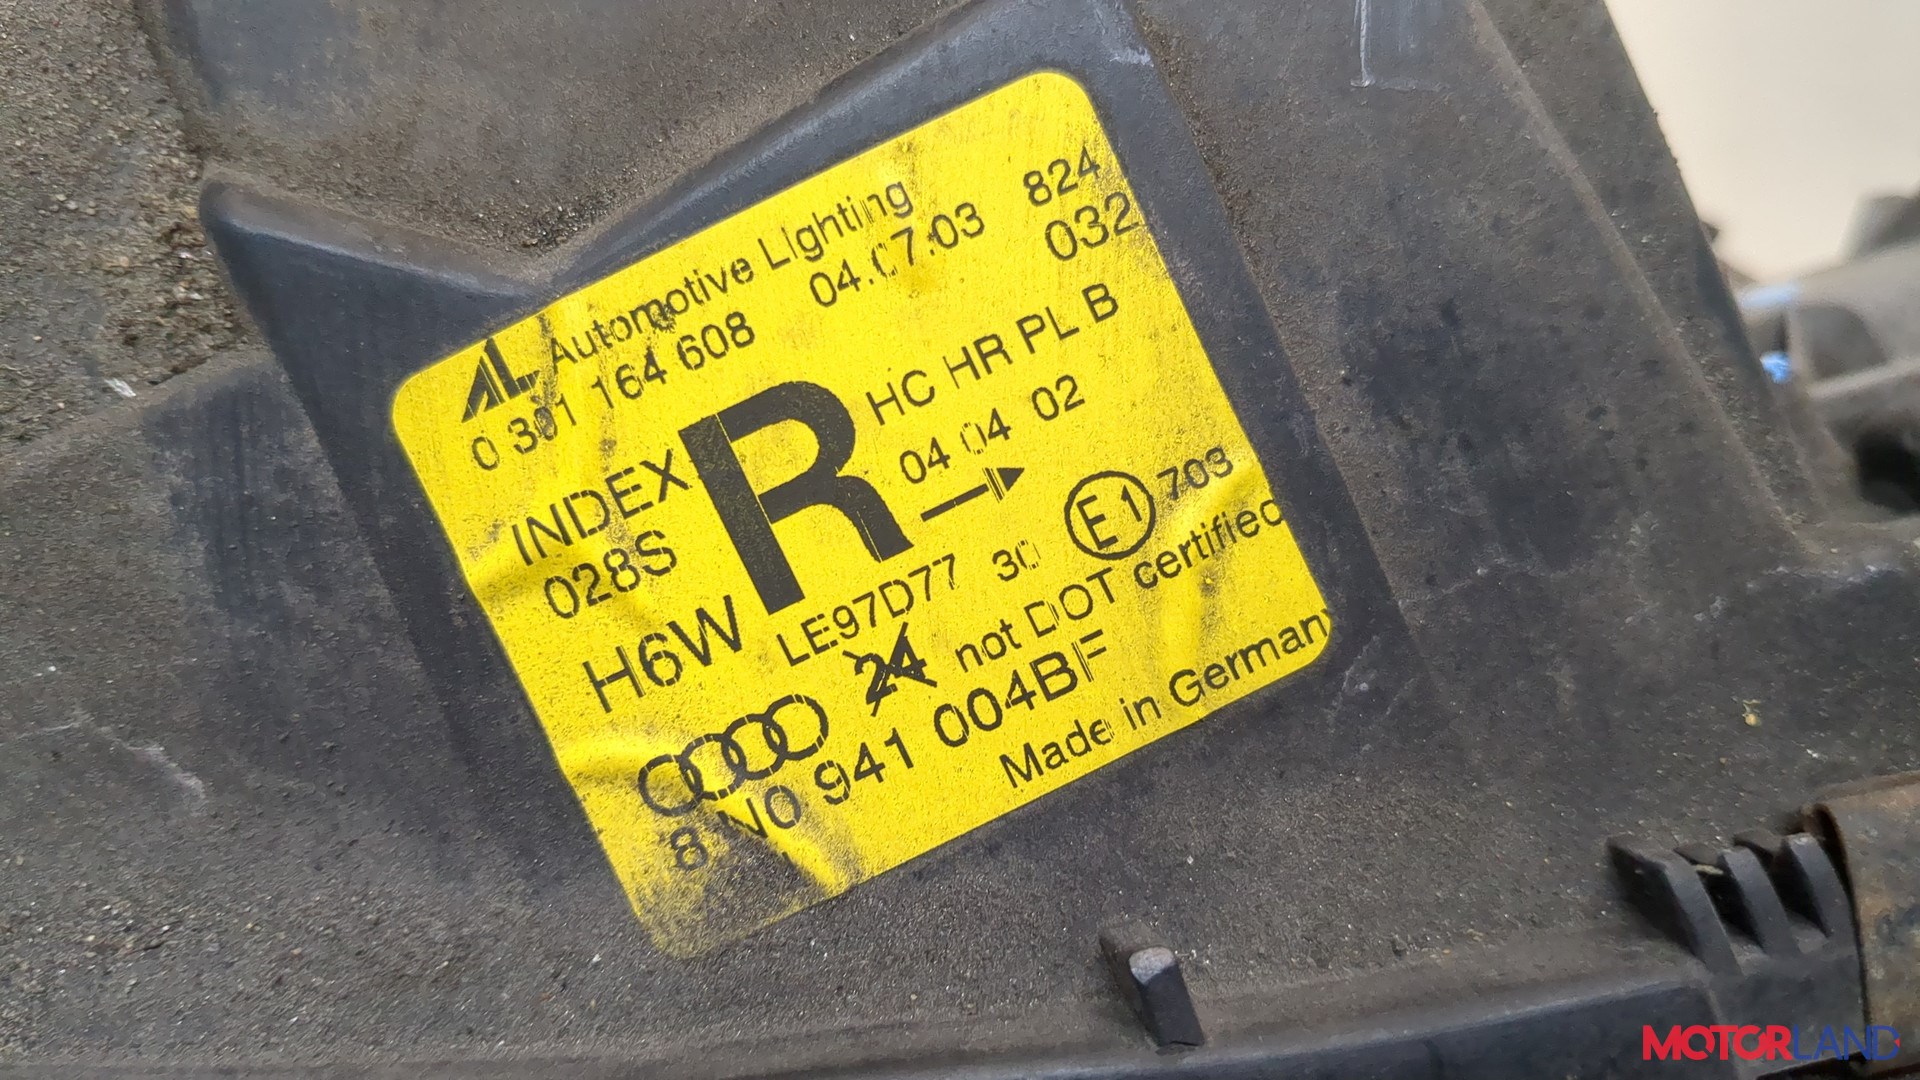 AL Automotive Lighting 824
0 301 164 608 04.07.03 032
INDEX R HC HR PL B
028S 04 04 02
H6W LE97D77 30 E1 703
24 not DOT certified
8N0 941 004BF
Made in Germany
MOTORLAND